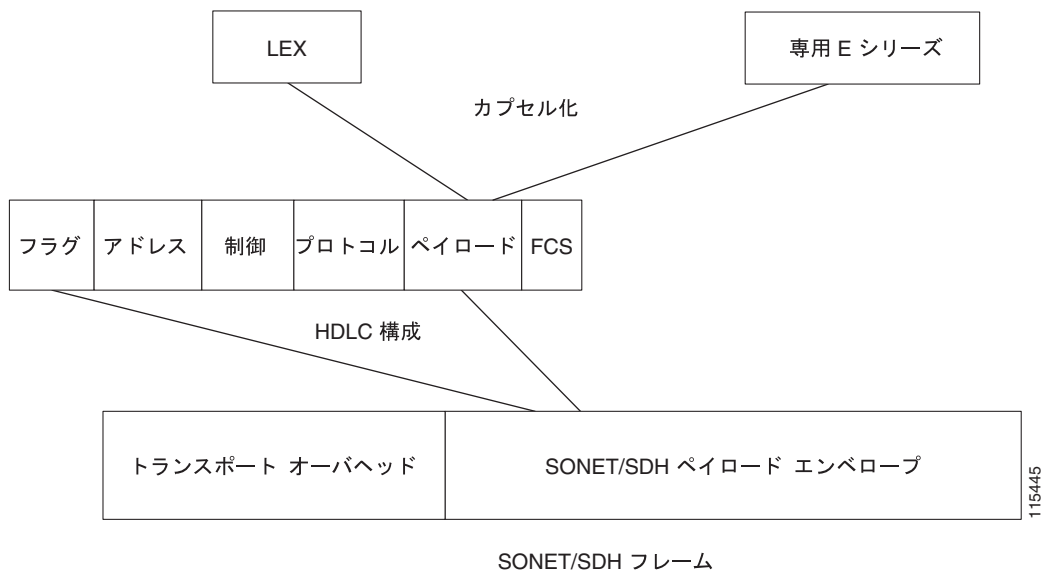 LEX
専用 E シリーズ
カプセル化
フラグ
アドレス
制御
プロトコル
ペイロード
FCS
HDLC 構成
トランスポート オーバヘッド
SONET/SDH ペイロード エンベロープ
115445
SONET/SDH フレーム